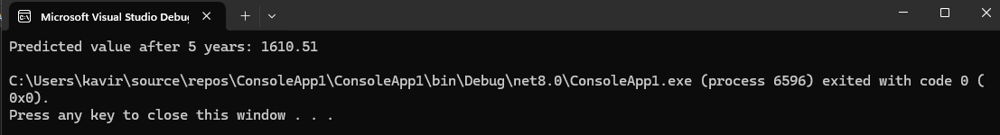 Microsoft Visual Studio Debug
Predicted value after 5 years: 1610.51
C:\Users\kavir\source\repos\ConsoleApp1\ConsoleApp1\bin\Debug\net8.0\ConsoleApp1.exe (process 6596) exited with code 0 (
0x0).
Press any key to close this window . . .